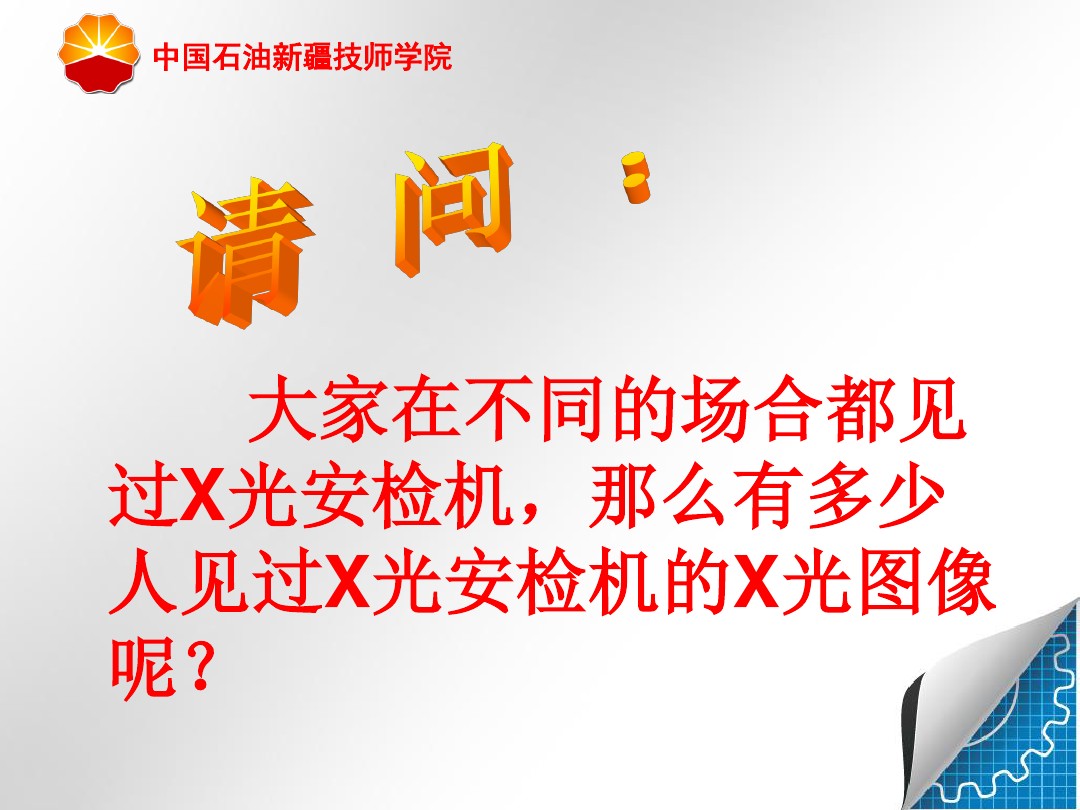 中国石油新疆技师学院
请问：
大家在不同的场合都见
过X光安检机，那么有多少
人见过X光安检机的X光图像
呢？